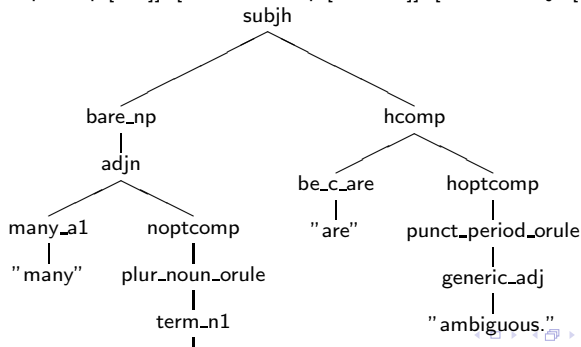 subjh
bare_np hcomp
adjn
be_c_are hoptcomp
many_a1 noptcomp "are" punct_period_orule
"many" plur_noun_orule generic_adj
term_n1 "ambiguous."